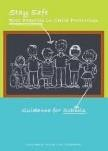 Stay Safe
Best Practice in Child Protection
Guidance for Schools